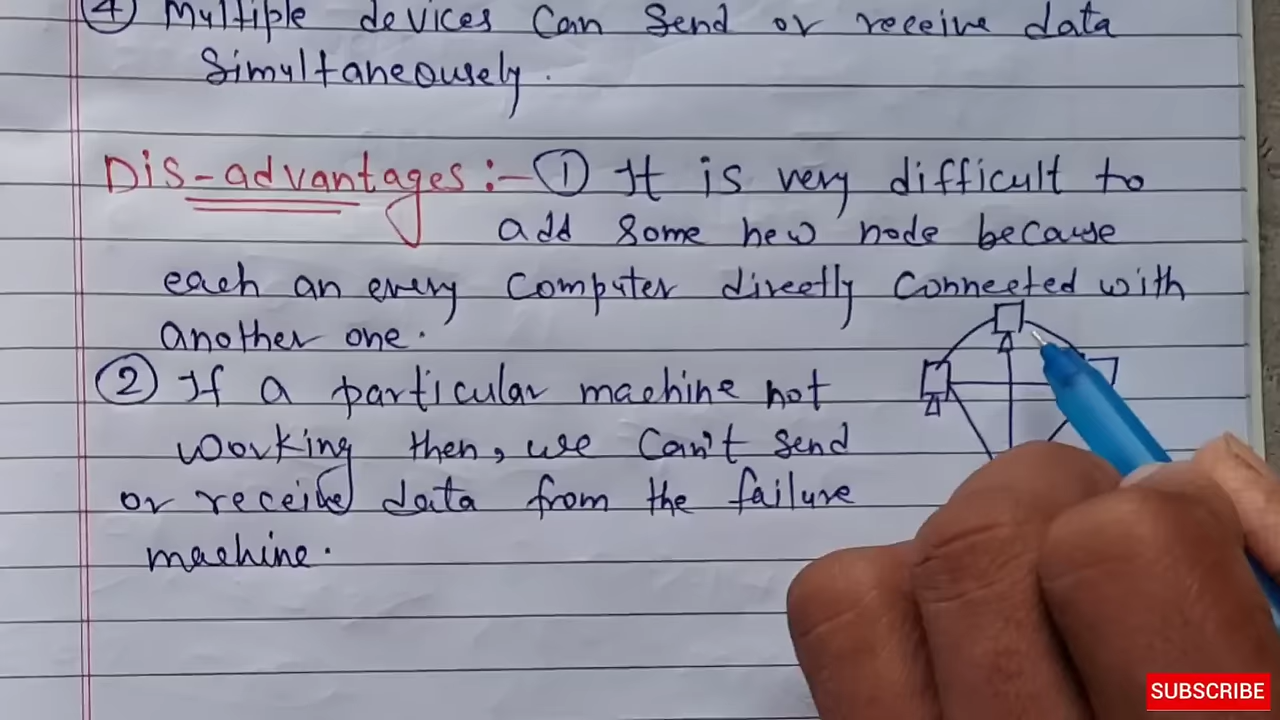 ④ Multiple devices can send or receive data
Simultaneousely.
Dis-advantages:- ① It is very difficult to
add some new node because
each an every computer directly connected with
another one.
② If a particular machine not
working then, we can't send
or receive data from the failure
machine.
SUBSCRIBE